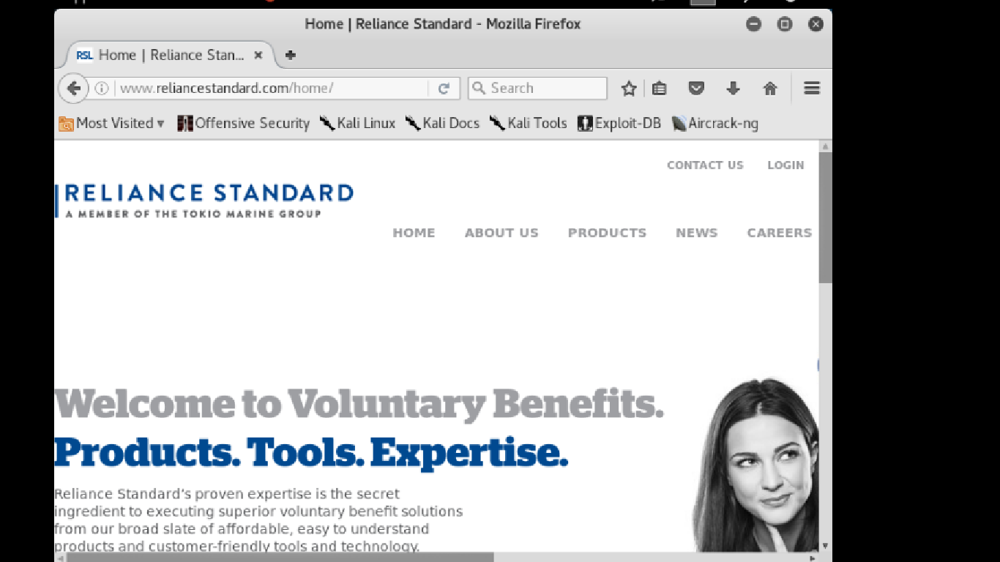 Home | Reliance Standard - Mozilla Firefox
RSL Home | Reliance Stan...
www.reliancestandard.com/home/
Search
Most Visited
Offensive Security
Kali Linux
Kali Docs
Kali Tools
Exploit-DB
Aircrack-ng
CONTACT US
LOGIN
RELIANCE STANDARD
A MEMBER OF THE TOKIO MARINE GROUP
HOME
ABOUT US
PRODUCTS
NEWS
CAREERS
Welcome to Voluntary Benefits.
Products. Tools. Expertise.
Reliance Standard's proven expertise is the secret
ingredient to executing superior voluntary benefit solutions
from our broad slate of affordable, easy to understand
products and customer-friendly tools and technology.